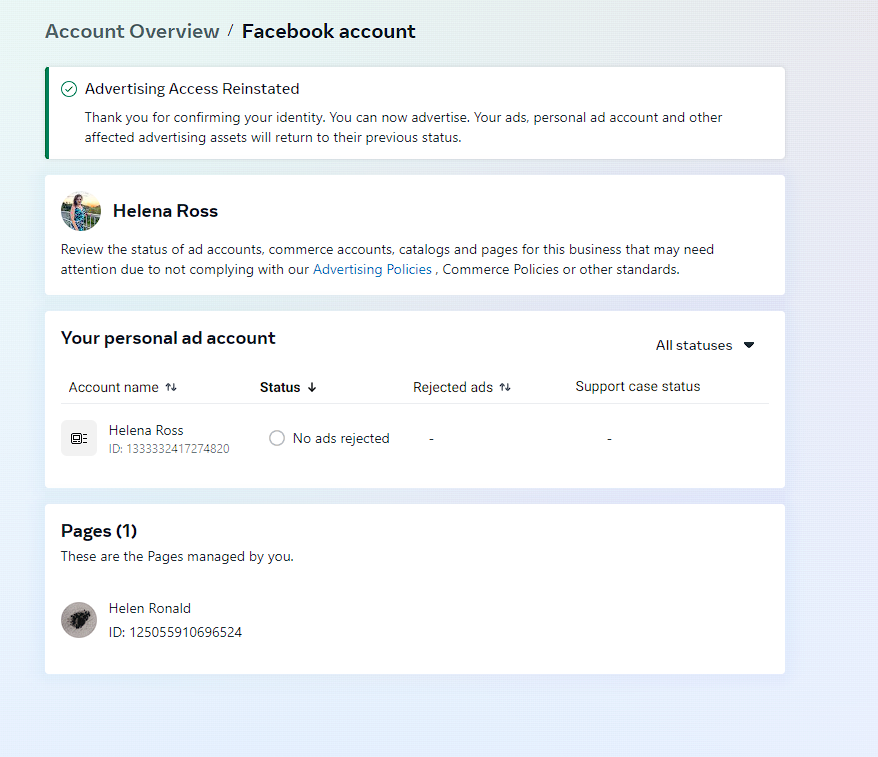 Account Overview / Facebook account
Advertising Access Reinstated
Thank you for confirming your identity. You can now advertise. Your ads, personal ad account and other
affected advertising assets will return to their previous status.
Helena Ross
Review the status of ad accounts, commerce accounts, catalogs and pages for this business that may need
attention due to not complying with our Advertising Policies , Commerce Policies or other standards.
Your personal ad account
All statuses
Account name Status Rejected ads Support case status
Helena Ross
ID: 1333332417274820
No ads rejected - -
Pages (1)
These are the Pages managed by you.
Helen Ronald
ID: 125055910696524